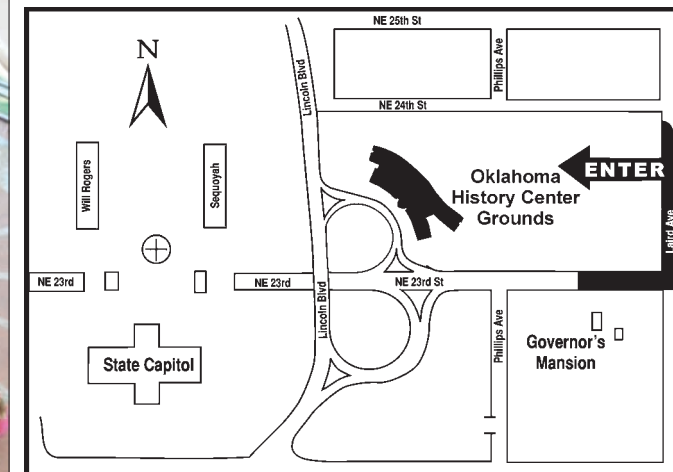 NE 25th St
N
Lincoln Blvd
Phillips Ave
NE 24th St
Will Rogers
Sequoyah
ENTER
Oklahoma
History Center
Grounds
Laird Ave
NE 23rd
NE 23rd
NE 23rd St
Lincoln Blvd
Phillips Ave
Governor's
Mansion
State Capitol